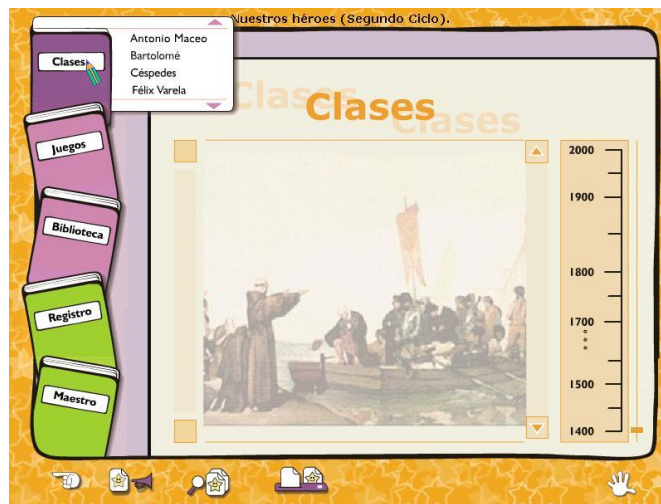 Nuestros héroes (Segundo Ciclo).
Antonio Maceo
Bartolomé
Céspedes
Félix Varela
Clases
Juegos
Biblioteca
Registro
Maestro
Clases
Clases
Clases
2000
1900
1800
1700
1500
1400